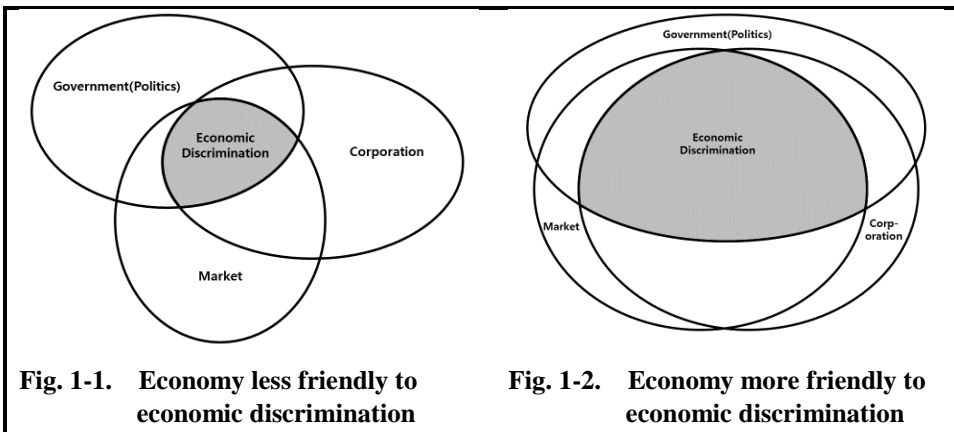 Government(Politics)
Economic
Discrimination
Corporation
Market
Fig. 1-1. Economy less friendly to
economic discrimination
Government(Politics)
Economic
Discrimination
Market
Corp-
oration
Fig. 1-2. Economy more friendly to
economic discrimination